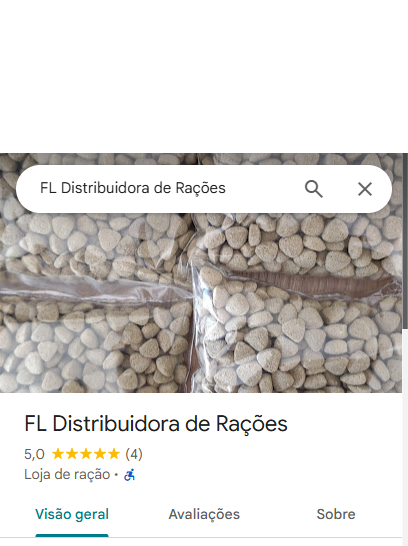 FL Distribuidora de Rações
FL Distribuidora de Rações
5,0 ★★★★★ (4)
Loja de ração ·
Visão geral Avaliações Sobre